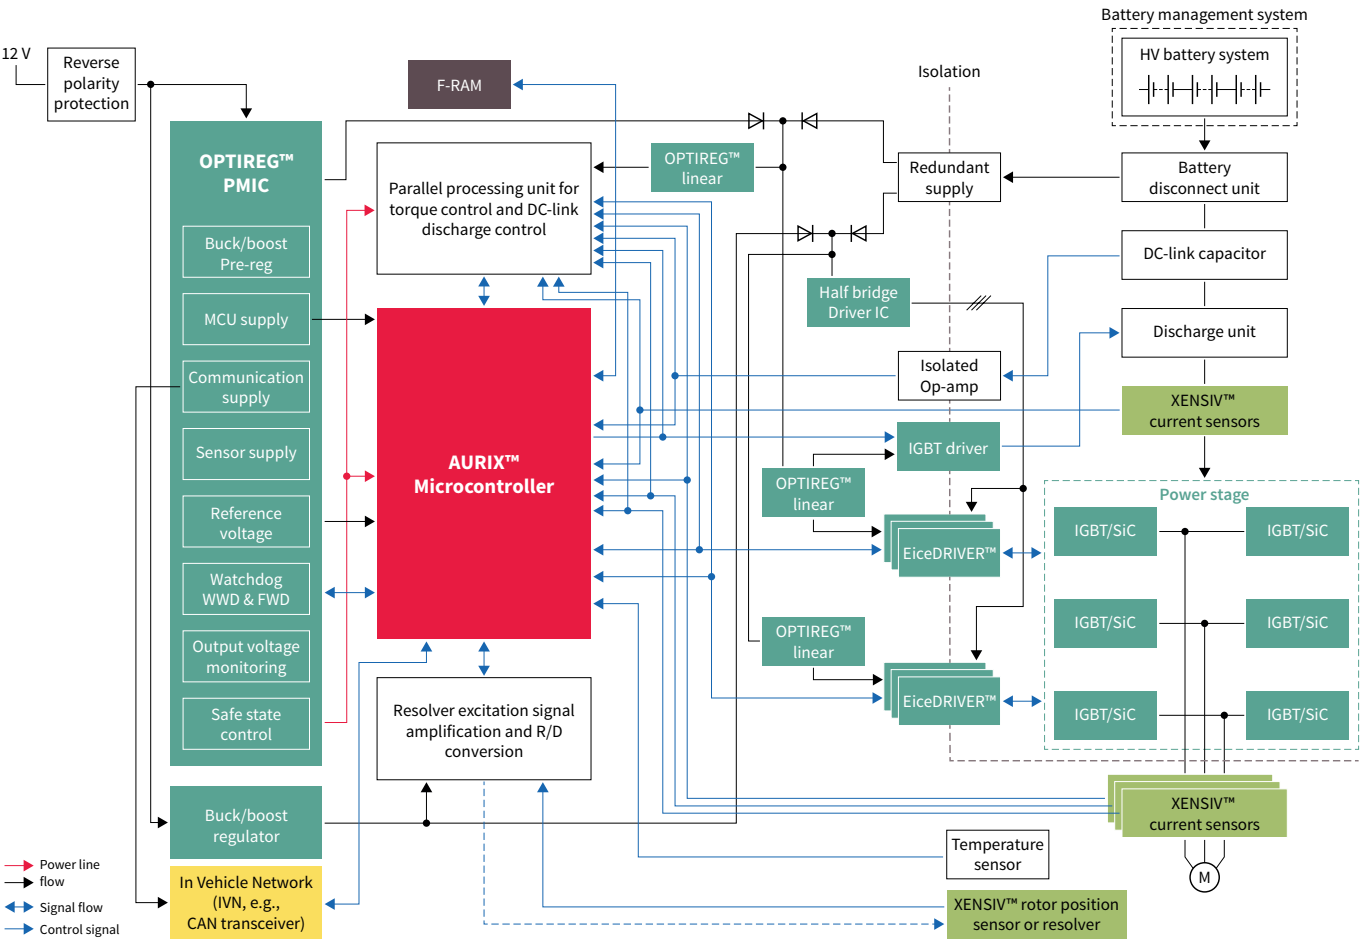 Battery management system
12 V
Reverse
polarity
protection
F-RAM
Isolation
HV battery system
OPTIREG™
PMIC
Parallel processing unit for
torque control and DC-link
discharge control
OPTIREG™
linear
Redundant
supply
Battery
disconnect unit
Buck/boost
Pre-reg
DC-link capacitor
MCU supply
Half bridge
Driver IC
Discharge unit
Communication
supply
Isolated
Op-amp
XENSIV™
current sensors
Sensor supply
AURIX™
Microcontroller
IGBT driver
OPTIREG™
linear
Power stage
Reference
voltage
IGBT/SiC
IGBT/SiC
EiceDRIVER™
Watchdog
WWD & FWD
IGBT/SiC
IGBT/SiC
Output voltage
monitoring
OPTIREG™
linear
EiceDRIVER™
Safe state
control
Resolver excitation signal
amplification and R/D
conversion
IGBT/SiC
IGBT/SiC
Buck/boost
regulator
XENSIV™
current sensors
Temperature
sensor
M
Power line
flow
Signal flow
Control signal
In Vehicle Network
(IVN, e.g.,
CAN transceiver)
XENSIV™ rotor position
sensor or resolver